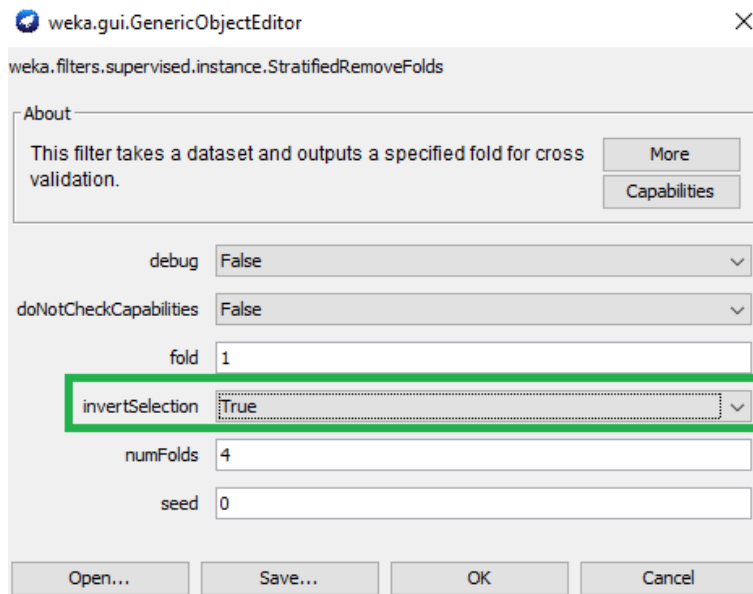 weka.gui.GenericObjectEditor
weka.filters.supervised.instance.StratifiedRemoveFolds
About
This filter takes a dataset and outputs a specified fold for cross
validation.
More
Capabilities
debug False
doNotCheckCapabilities False
fold 1
invertSelection True
numFolds 4
seed 0
Open... Save... OK Cancel